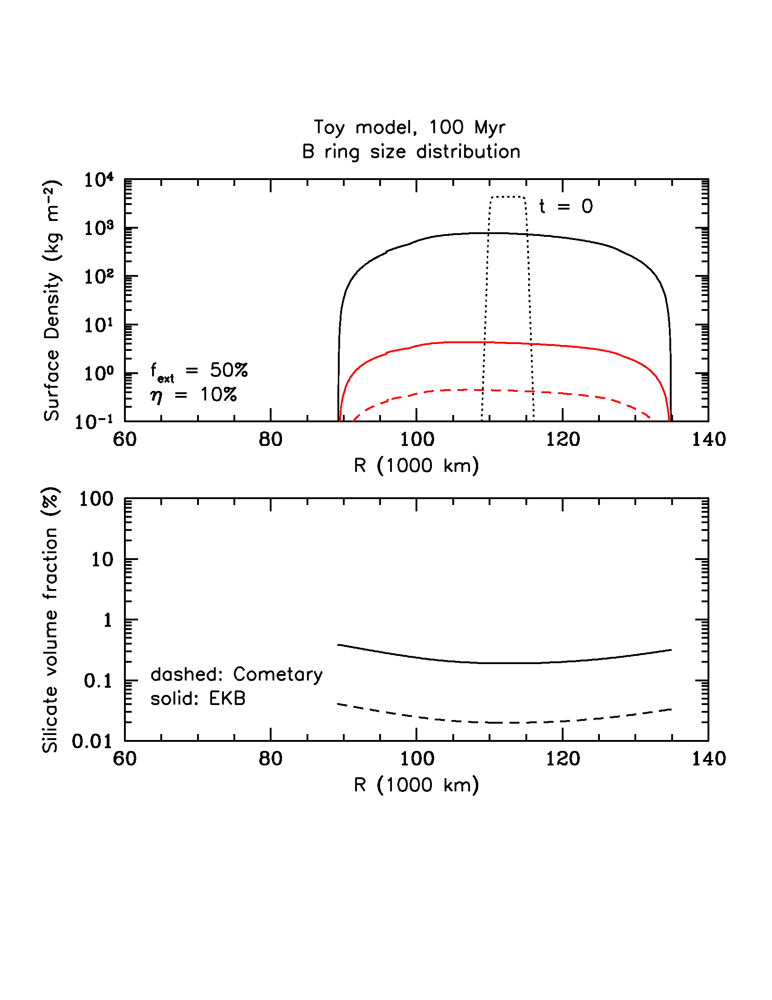 Toy model, 100 Myr
B ring size distribution
Surface Density (kg m⁻²)
10⁴
10³
10²
10¹
10⁰
10⁻¹
t = 0
f_ext = 50%
η = 10%
60 80 100 120 140
R (1000 km)
Silicate volume fraction (%)
100
10
1
0.1
0.01
dashed: Cometary
solid: EKB
60 80 100 120 140
R (1000 km)